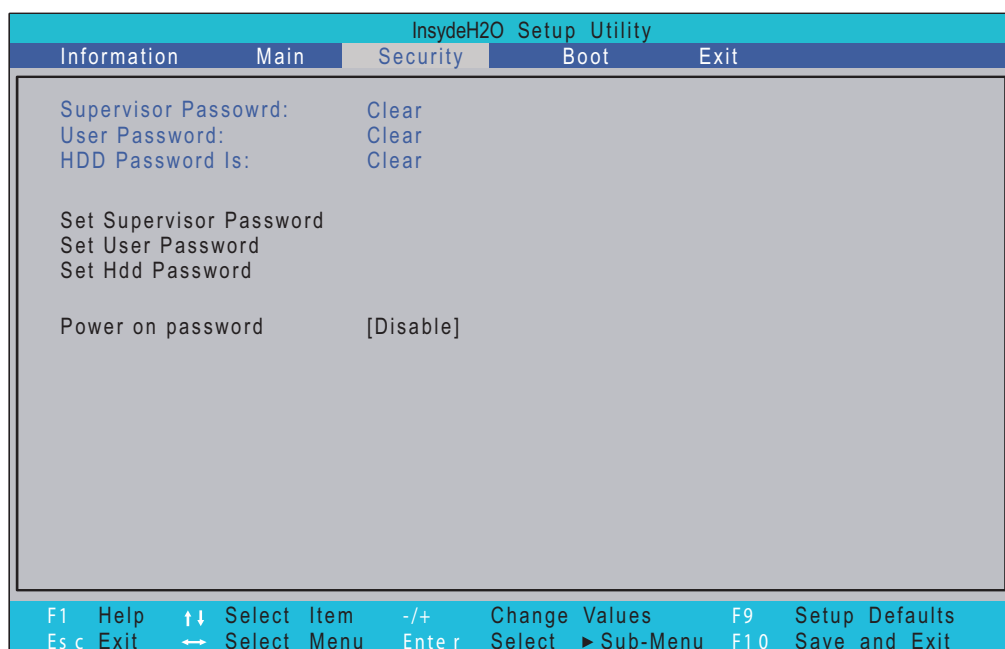 InsydeH2O Setup Utility
Information Main Security Boot Exit
Supervisor Passowrd: Clear
User Password: Clear
HDD Password Is: Clear
Set Supervisor Password
Set User Password
Set Hdd Password
Power on password [Disable]
F1 Help ↑↓ Select Item -/+ Change Values F9 Setup Defaults
Esc Exit ↔ Select Menu Enter Select ►Sub-Menu F10 Save and Exit